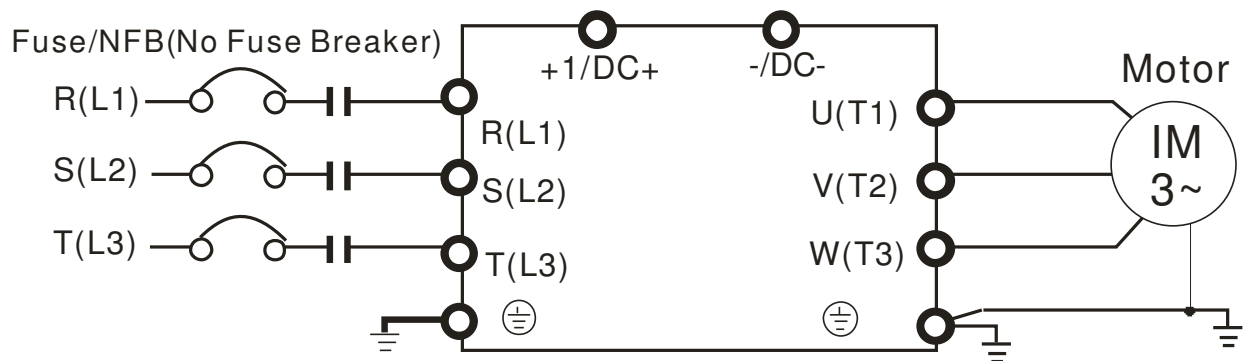 Fuse/NFB(No Fuse Breaker)
+1/DC+
-/DC-
Motor
R(L1)
R(L1)
U(T1)
IM
3~
S(L2)
S(L2)
V(T2)
T(L3)
T(L3)
W(T3)